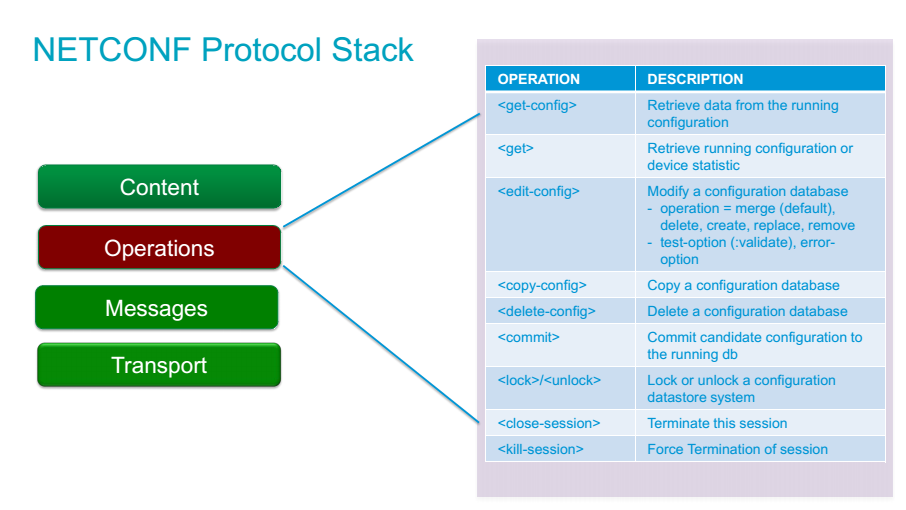 NETCONF Protocol Stack
Content
Operations
Messages
Transport
OPERATION DESCRIPTION
<get-config> Retrieve data from the running
configuration
<get> Retrieve running configuration or
device statistic
<edit-config> Modify a configuration database
- operation = merge (default),
delete, create, replace, remove
- test-option (:validate), error-
option
<copy-config> Copy a configuration database
<delete-config> Delete a configuration database
<commit> Commit candidate configuration to
the running db
<lock>/<unlock> Lock or unlock a configuration
datastore system
<close-session> Terminate this session
<kill-session> Force Termination of session